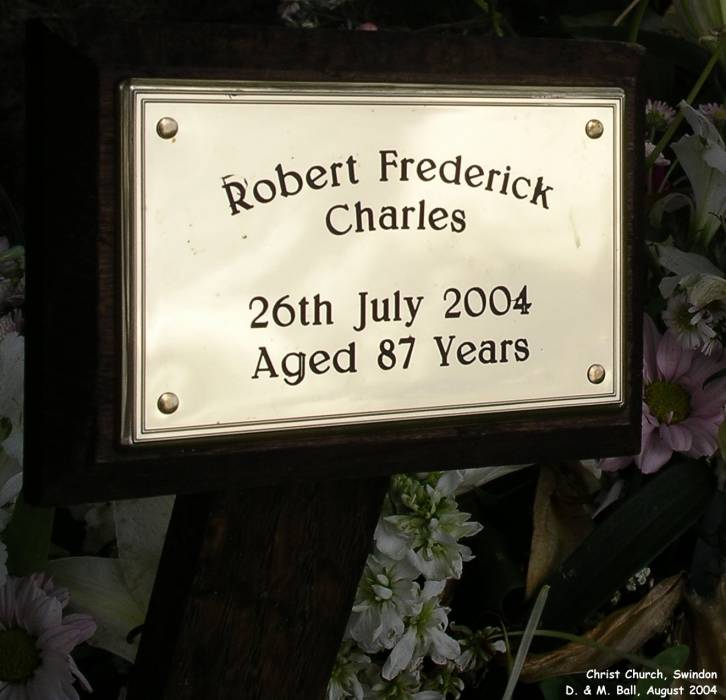 Robert Frederick
Charles
26th July 2004
Aged 87 Years
Christ Church, Swindon
D. & M. Ball, August 2004